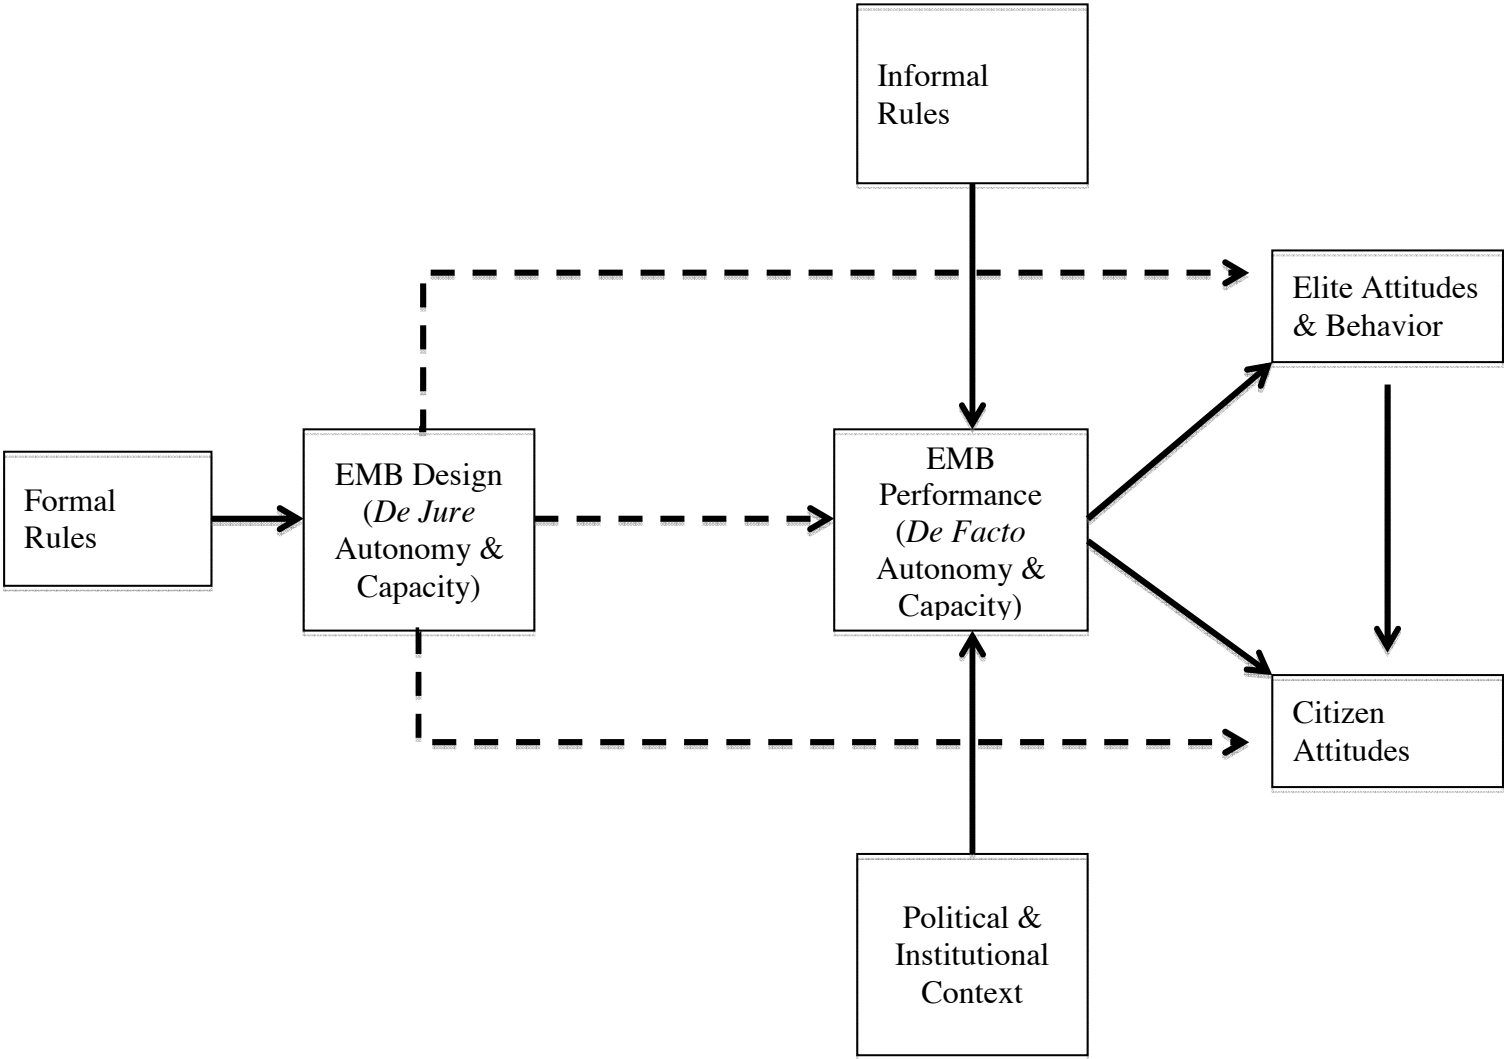 Informal
Rules
Elite Attitudes
& Behavior
Formal
Rules
EMB Design
(De Jure
Autonomy &
Capacity)
EMB
Performance
(De Facto
Autonomy &
Capacity)
Citizen
Attitudes
Political &
Institutional
Context